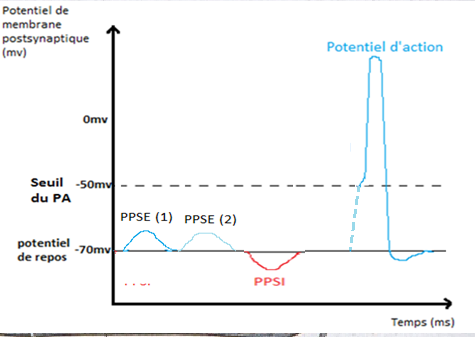 Potentiel de
membrane
postsynaptique
(mv)
Potentiel d'action
0mv
Seuil
du PA
-50mv
PPSE (1)
PPSE (2)
potentiel
de repos
-70mv
PPSI
Temps (ms)